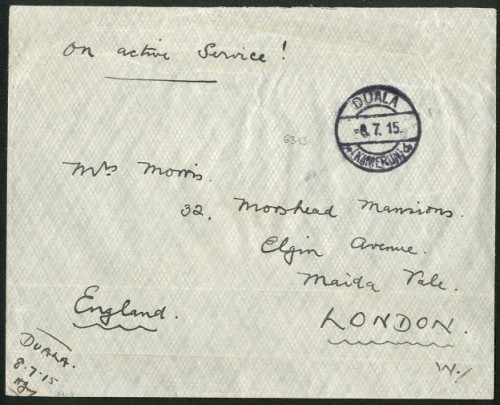 On active Service!
DUALA
8.7.15.
(KAMERUN)
6313
Mrs Morris.
32. Morshead Mansions.
Elgin Avenue.
Maida Vale.
England.
LONDON.
W./
DUALA.
8.7.15